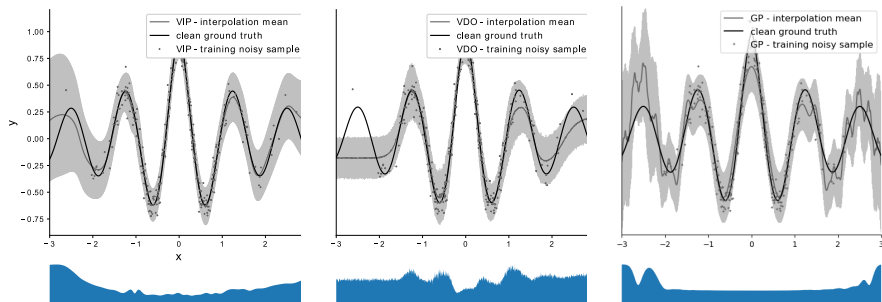 VIP - interpolation mean
clean ground truth
VIP - training noisy sample
1.00
0.75
0.50
0.25
0.00
−0.25
−0.50
−0.75
y
−3 −2 −1 0 1 2
x
VDO - interpolation mean
clean ground truth
VDO - training noisy sample
−3 −2 −1 0 1 2
GP - interpolation mean
clean ground truth
GP - training noisy sample
−3 −2 −1 0 1 2 3